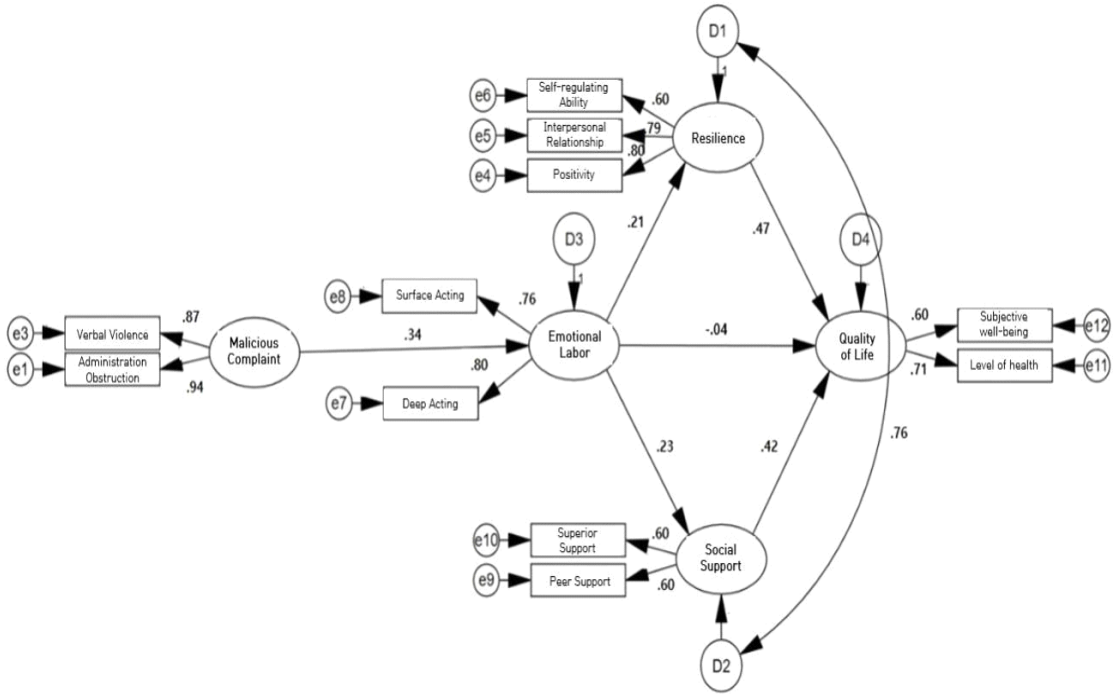 D1
1
e6
Self-regulating
Ability
.60
e5
Interpersonal
Relationship
.79
Resilience
.80
e4
Positivity
.21
.47
D3
D4
1
1
e8
Surface Acting
.76
.87
e3
Verbal Violence
Malicious
Complaint
.34
Emotional
Labor
-.04
Quality
of Life
.60
Subjective
well-being
e12
e1
Administration
Obstruction
.94
.80
.71
Level of health
e11
e7
Deep Acting
.23
.42
.76
e10
Superior
Support
.60
Social
Support
e9
Peer Support
.60
D2